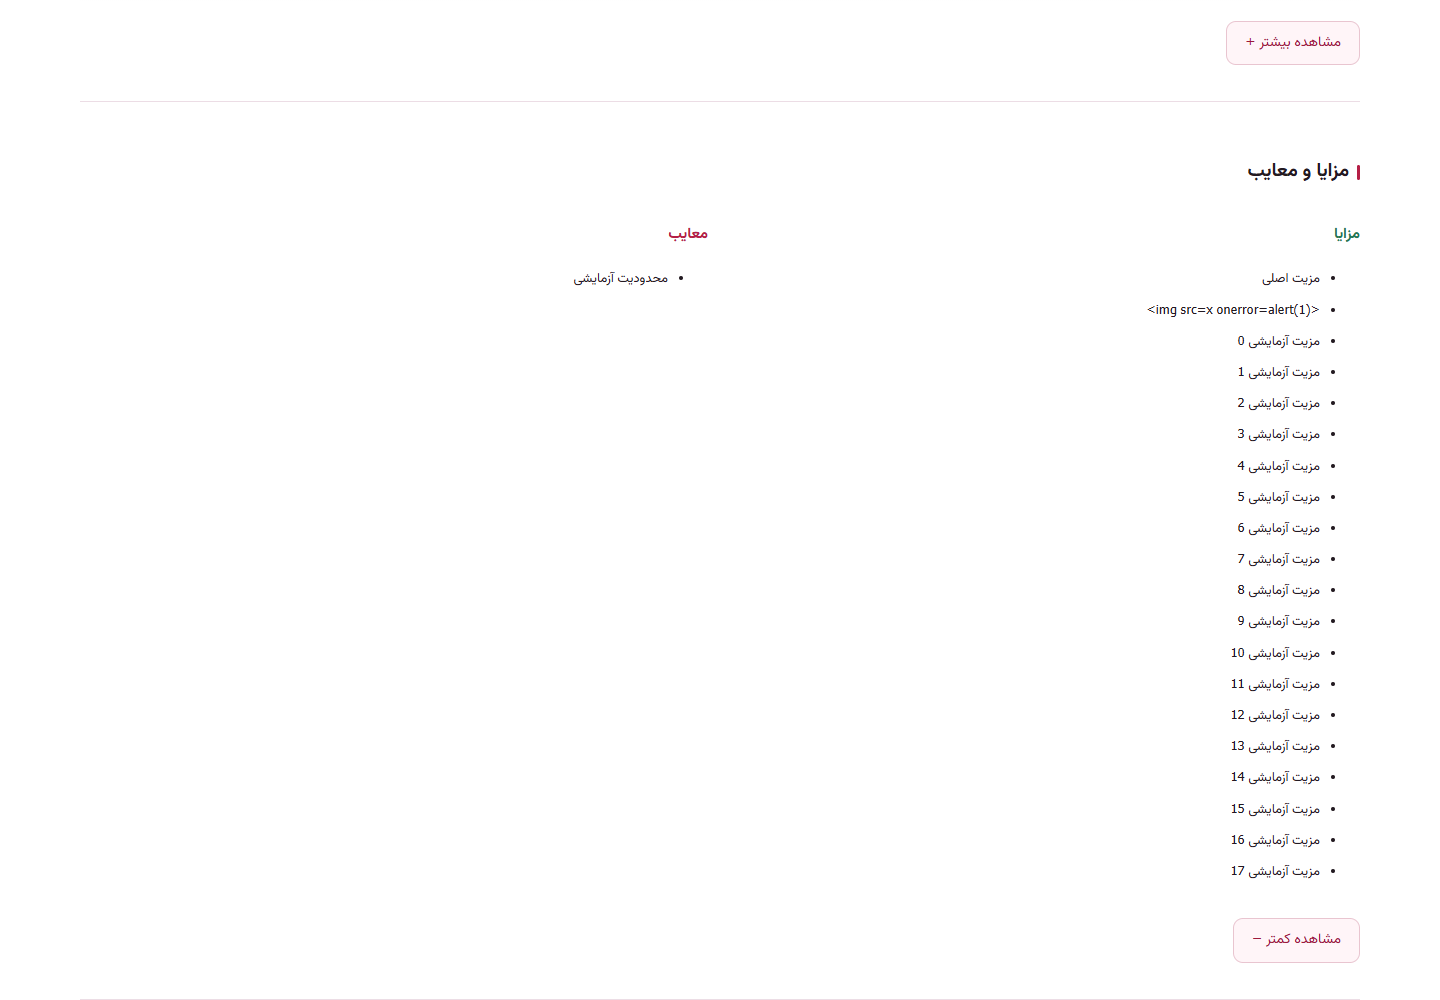 مشاهده بیشتر +
مزایا و معایب
مزایا
مزیت اصلی
<img src=x onerror=alert(1)>
مزیت آزمایشی 0
مزیت آزمایشی 1
مزیت آزمایشی 2
مزیت آزمایشی 3
مزیت آزمایشی 4
مزیت آزمایشی 5
مزیت آزمایشی 6
مزیت آزمایشی 7
مزیت آزمایشی 8
مزیت آزمایشی 9
مزیت آزمایشی 10
مزیت آزمایشی 11
مزیت آزمایشی 12
مزیت آزمایشی 13
مزیت آزمایشی 14
مزیت آزمایشی 15
مزیت آزمایشی 16
مزیت آزمایشی 17
معایب
محدودیت آزمایشی
مشاهده کمتر −